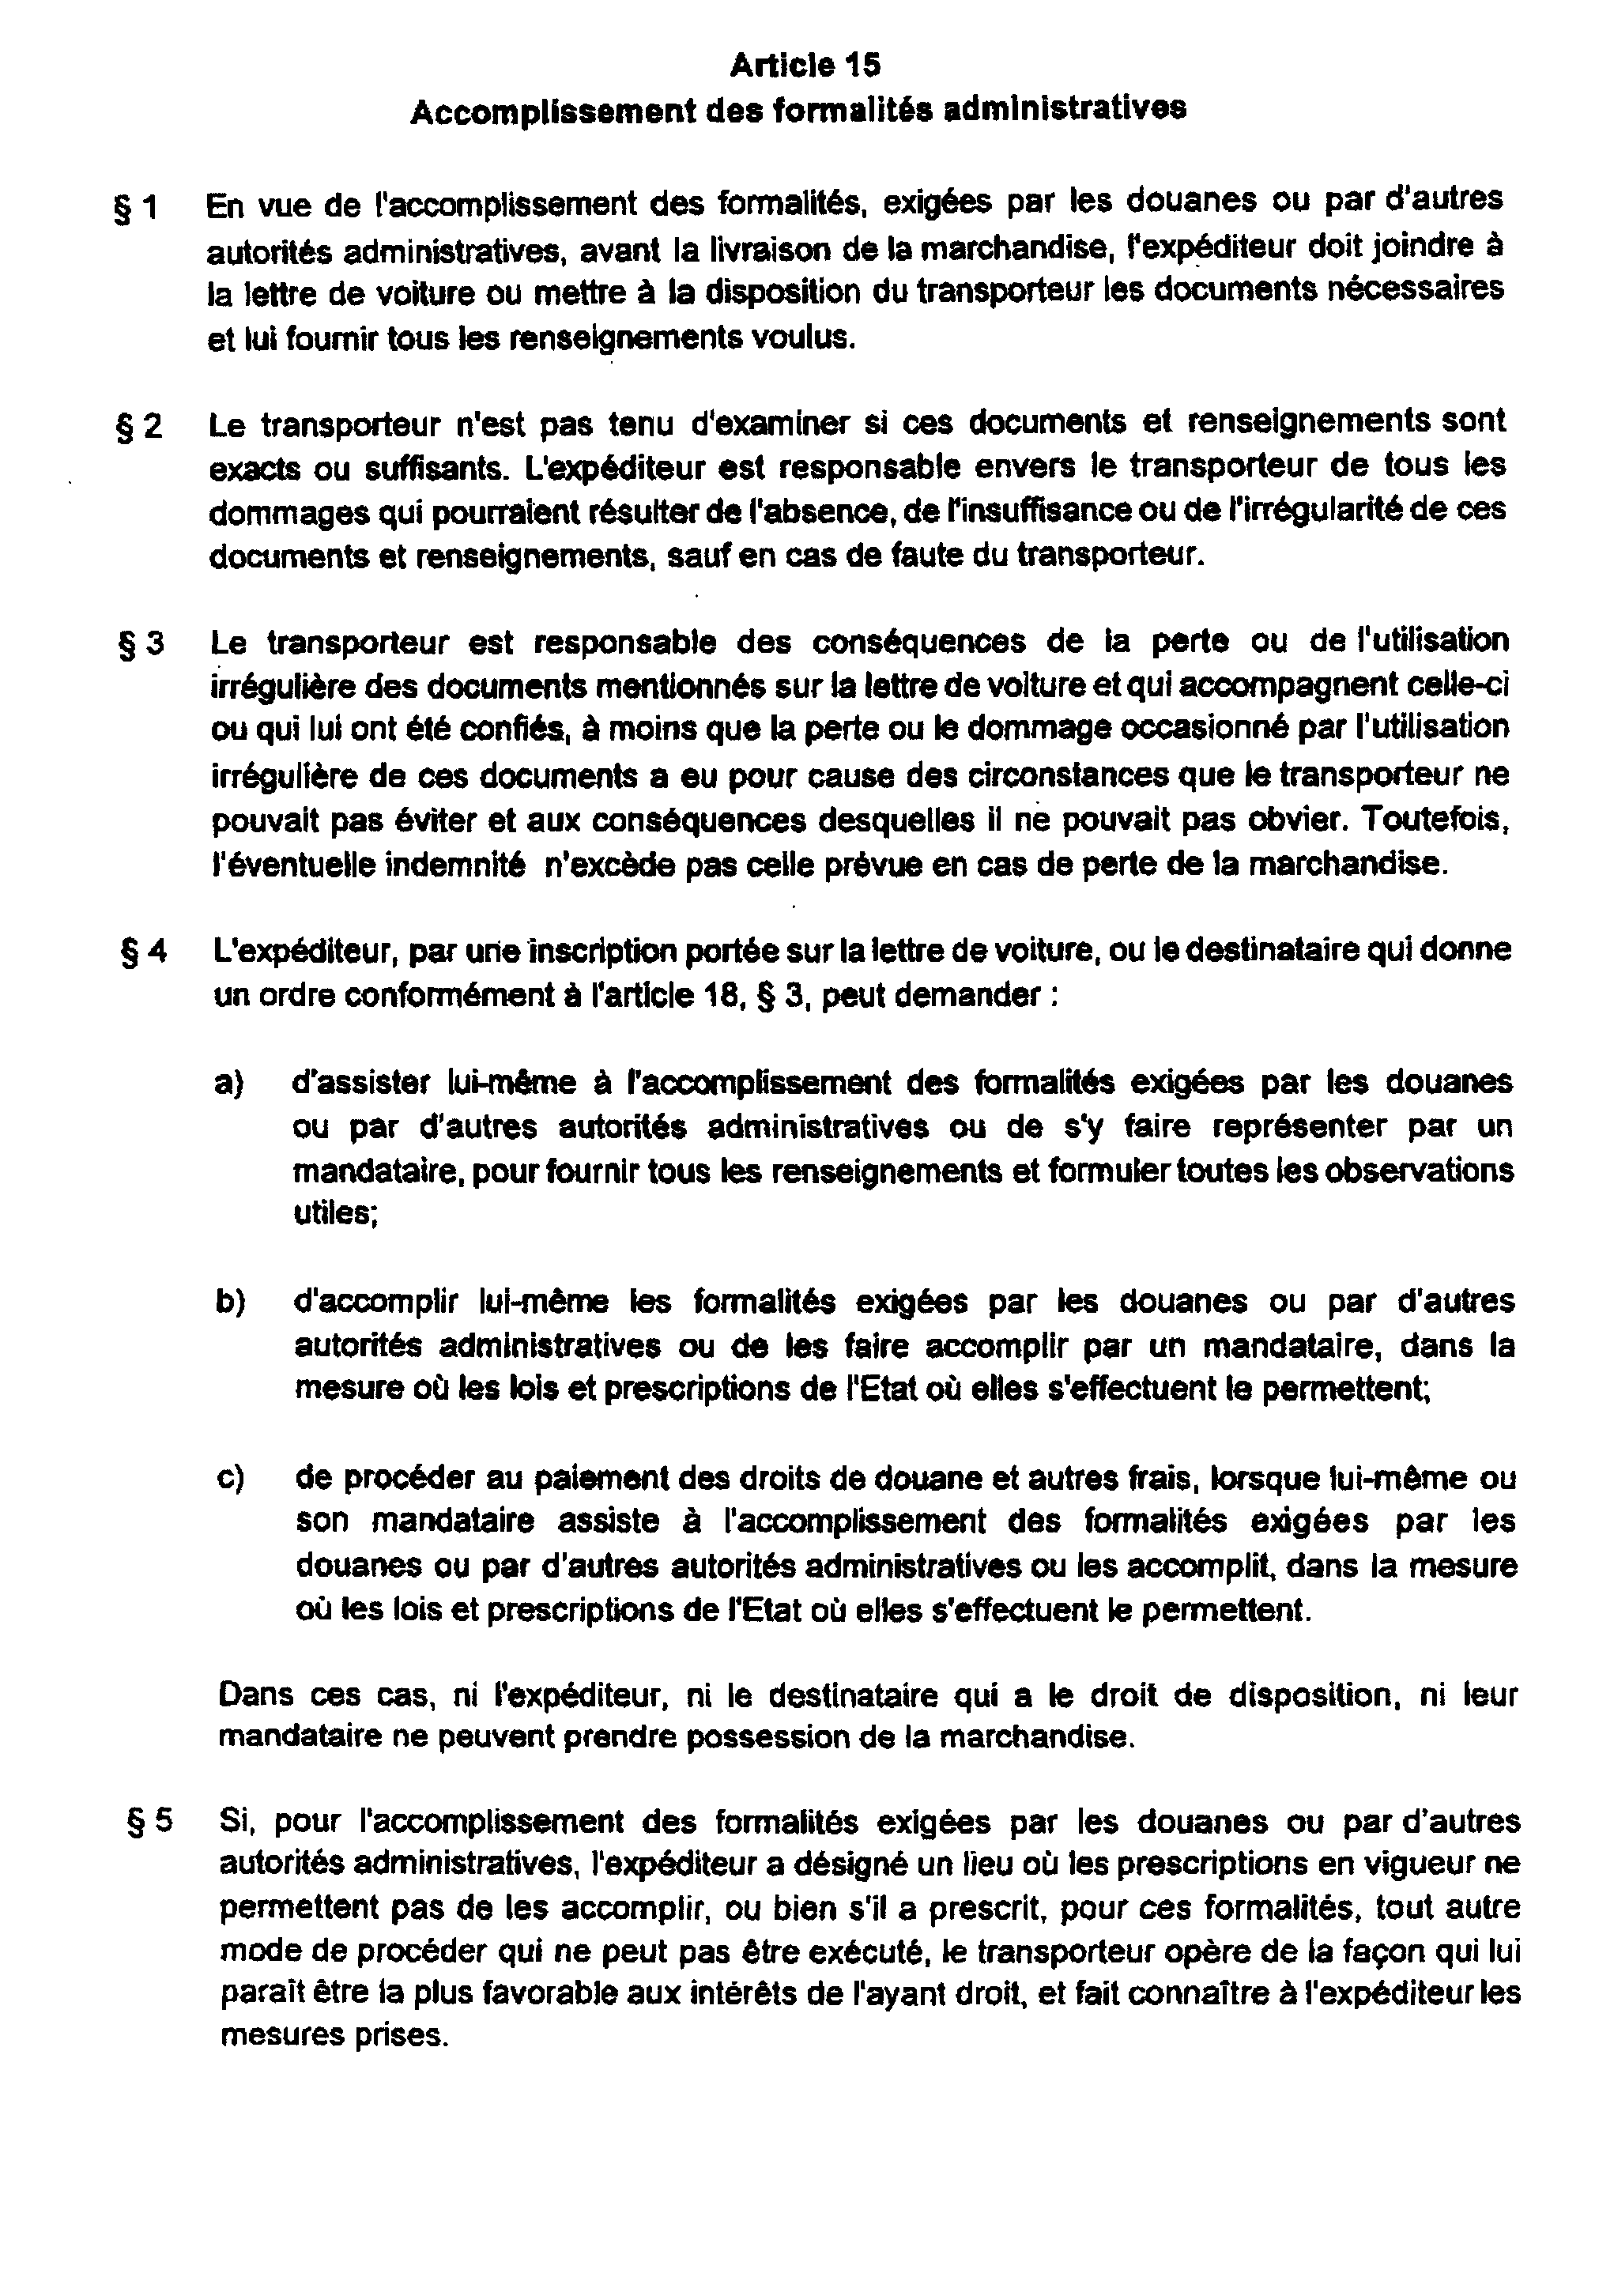 Article 15
Accomplissement des formalités administratives
§ 1 En vue de l'accomplissement des formalités, exigées par les douanes ou par d'autres
autorités administratives, avant la livraison de la marchandise, l'expéditeur doit joindre à
la lettre de voiture ou mettre à la disposition du transporteur les documents nécessaires
et lui fournir tous les renseignements voulus.
§ 2 Le transporteur n'est pas tenu d'examiner si ces documents et renseignements sont
exacts ou suffisants. L'expéditeur est responsable envers le transporteur de tous les
dommages qui pourraient résulter de l'absence, de l'insuffisance ou de l'irrégularité de ces
documents et renseignements, sauf en cas de faute du transporteur.
§ 3 Le transporteur est responsable des conséquences de la perte ou de l'utilisation
irrégulière des documents mentionnés sur la lettre de voiture et qui accompagnent celle-ci
ou qui lui ont été confiés, à moins que la perte ou le dommage occasionné par l'utilisation
irrégulière de ces documents a eu pour cause des circonstances que le transporteur ne
pouvait pas éviter et aux conséquences desquelles il ne pouvait pas obvier. Toutefois,
l'éventuelle indemnité n'excède pas celle prévue en cas de perte de la marchandise.
§ 4 L'expéditeur, par une inscription portée sur la lettre de voiture, ou le destinataire qui donne
un ordre conformément à l'article 18, § 3, peut demander :
a) d'assister lui-même à l'accomplissement des formalités exigées par les douanes
ou par d'autres autorités administratives ou de s'y faire représenter par un
mandataire, pour fournir tous les renseignements et formuler toutes les observations
utiles;
b) d'accomplir lui-même les formalités exigées par les douanes ou par d'autres
autorités administratives ou de les faire accomplir par un mandataire, dans la
mesure où les lois et prescriptions de l'Etat où elles s'effectuent le permettent;
c) de procéder au paiement des droits de douane et autres frais, lorsque lui-même ou
son mandataire assiste à l'accomplissement des formalités exigées par les
douanes ou par d'autres autorités administratives ou les accomplit, dans la mesure
où les lois et prescriptions de l'Etat où elles s'effectuent le permettent.
Dans ces cas, ni l'expéditeur, ni le destinataire qui a le droit de disposition, ni leur
mandataire ne peuvent prendre possession de la marchandise.
§ 5 Si, pour l'accomplissement des formalités exigées par les douanes ou par d'autres
autorités administratives, l'expéditeur a désigné un lieu où les prescriptions en vigueur ne
permettent pas de les accomplir, ou bien s'il a prescrit, pour ces formalités, tout autre
mode de procéder qui ne peut pas être exécuté, le transporteur opère de la façon qui lui
paraît être la plus favorable aux intérêts de l'ayant droit, et fait connaître à l'expéditeur les
mesures prises.